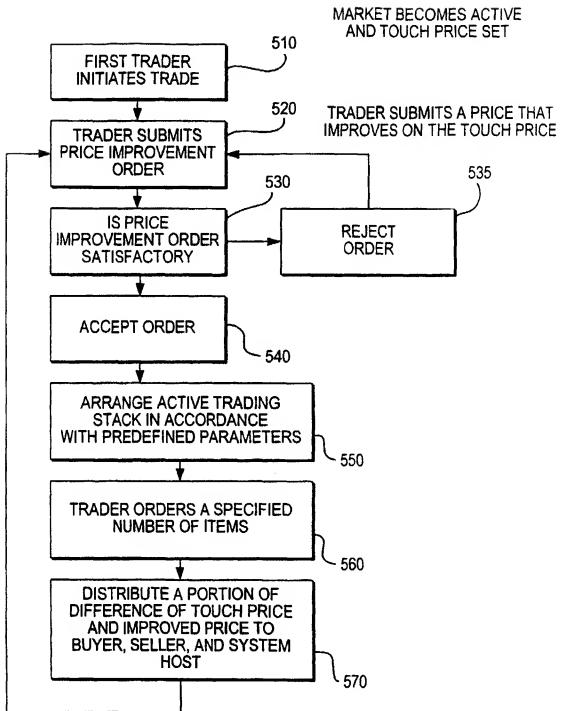 MARKET BECOMES ACTIVE
AND TOUCH PRICE SET
510
FIRST TRADER
INITIATES TRADE
520
TRADER SUBMITS A PRICE THAT
IMPROVES ON THE TOUCH PRICE
TRADER SUBMITS
PRICE IMPROVEMENT
ORDER
530
535
IS PRICE
IMPROVEMENT ORDER
SATISFACTORY
REJECT
ORDER
ACCEPT ORDER
540
ARRANGE ACTIVE TRADING
STACK IN ACCORDANCE
WITH PREDEFINED PARAMETERS
550
TRADER ORDERS A SPECIFIED
NUMBER OF ITEMS
560
DISTRIBUTE A PORTION OF
DIFFERENCE OF TOUCH PRICE
AND IMPROVED PRICE TO
BUYER, SELLER, AND SYSTEM
HOST
570